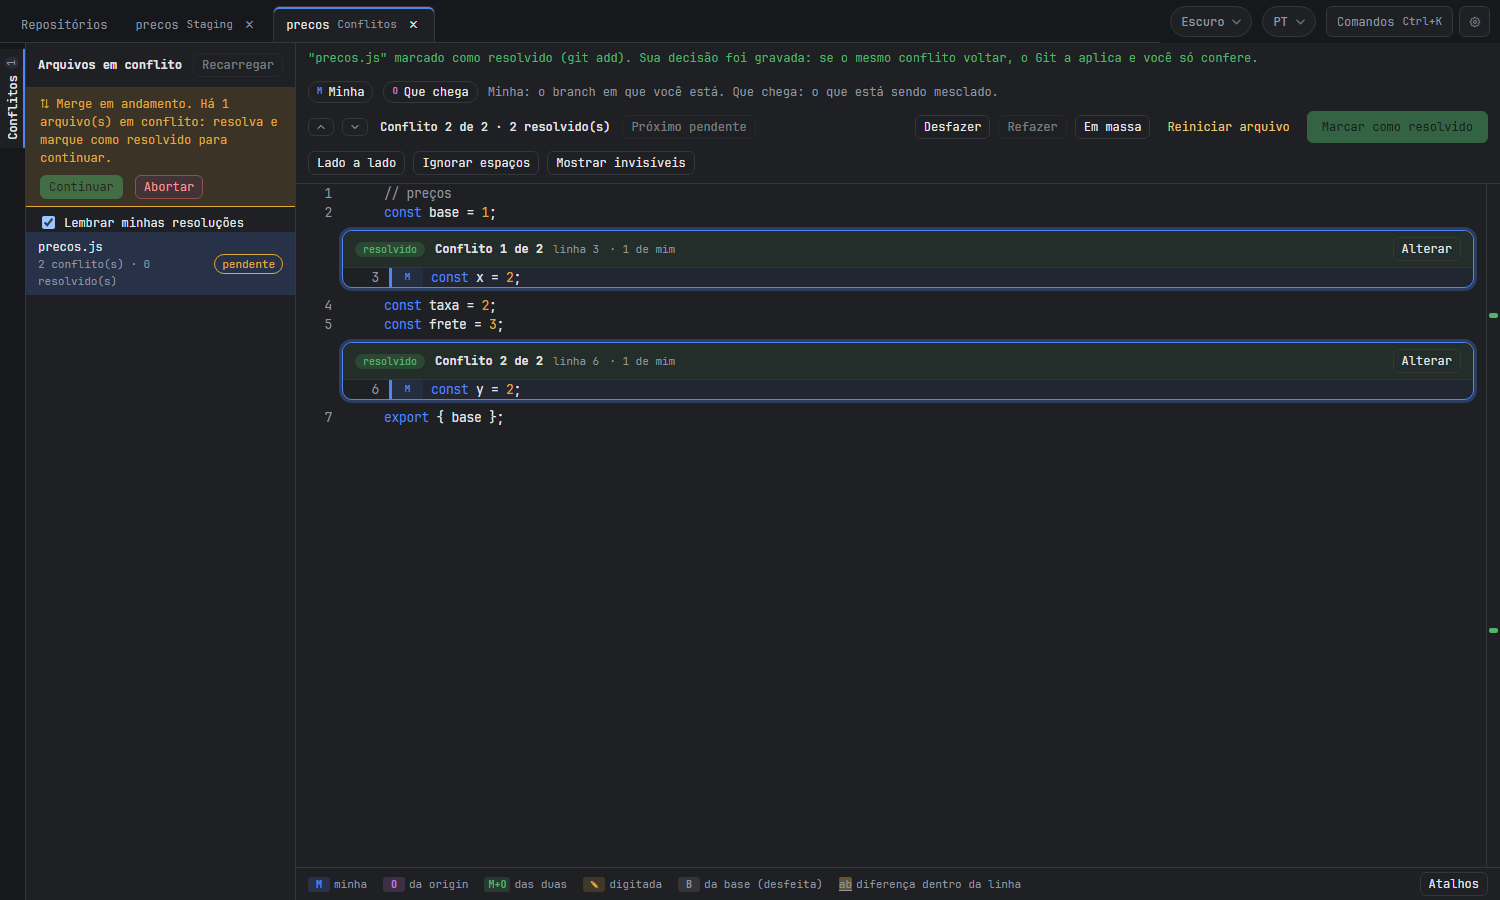 Repositórios precos Staging × precos Conflitos ×
Escuro PT Comandos Ctrl+K
Conflitos 1
Arquivos em conflito Recarregar
⇅ Merge em andamento. Há 1
arquivo(s) em conflito: resolva e
marque como resolvido para
continuar.
Continuar Abortar
Lembrar minhas resoluções
precos.js
2 conflito(s) · 0
resolvido(s)
pendente
"precos.js" marcado como resolvido (git add). Sua decisão foi gravada: se o mesmo conflito voltar, o Git a aplica e você só confere.
M Minha O Que chega Minha: o branch em que você está. Que chega: o que está sendo mesclado.
Conflito 2 de 2 · 2 resolvido(s) Próximo pendente Desfazer Refazer Em massa Reiniciar arquivo Marcar como resolvido
Lado a lado Ignorar espaços Mostrar invisíveis
1 // preços
2 const base = 1;
resolvido Conflito 1 de 2 linha 3 · 1 de mim Alterar
3 M const x = 2;
4 const taxa = 2;
5 const frete = 3;
resolvido Conflito 2 de 2 linha 6 · 1 de mim Alterar
6 M const y = 2;
7 export { base };
M minha O da origin M+O das duas ✎ digitada B da base (desfeita) ab diferença dentro da linha Atalhos